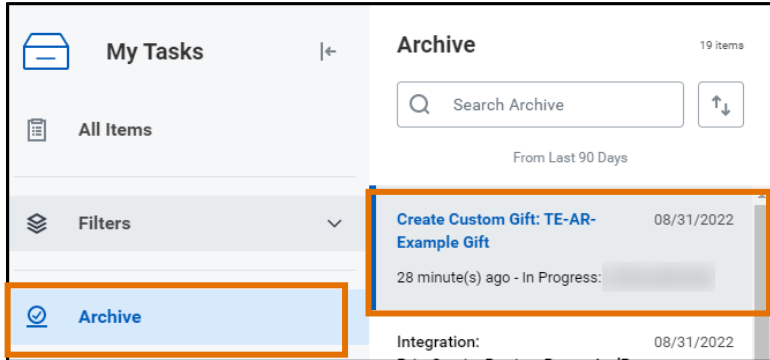 My Tasks
All Items
Filters
Archive
Archive
19 items
Search Archive
From Last 90 Days
Create Custom Gift: TE-AR-
08/31/2022
Example Gift
28 minute(s) ago - In Progress:
Integration:
08/31/2022